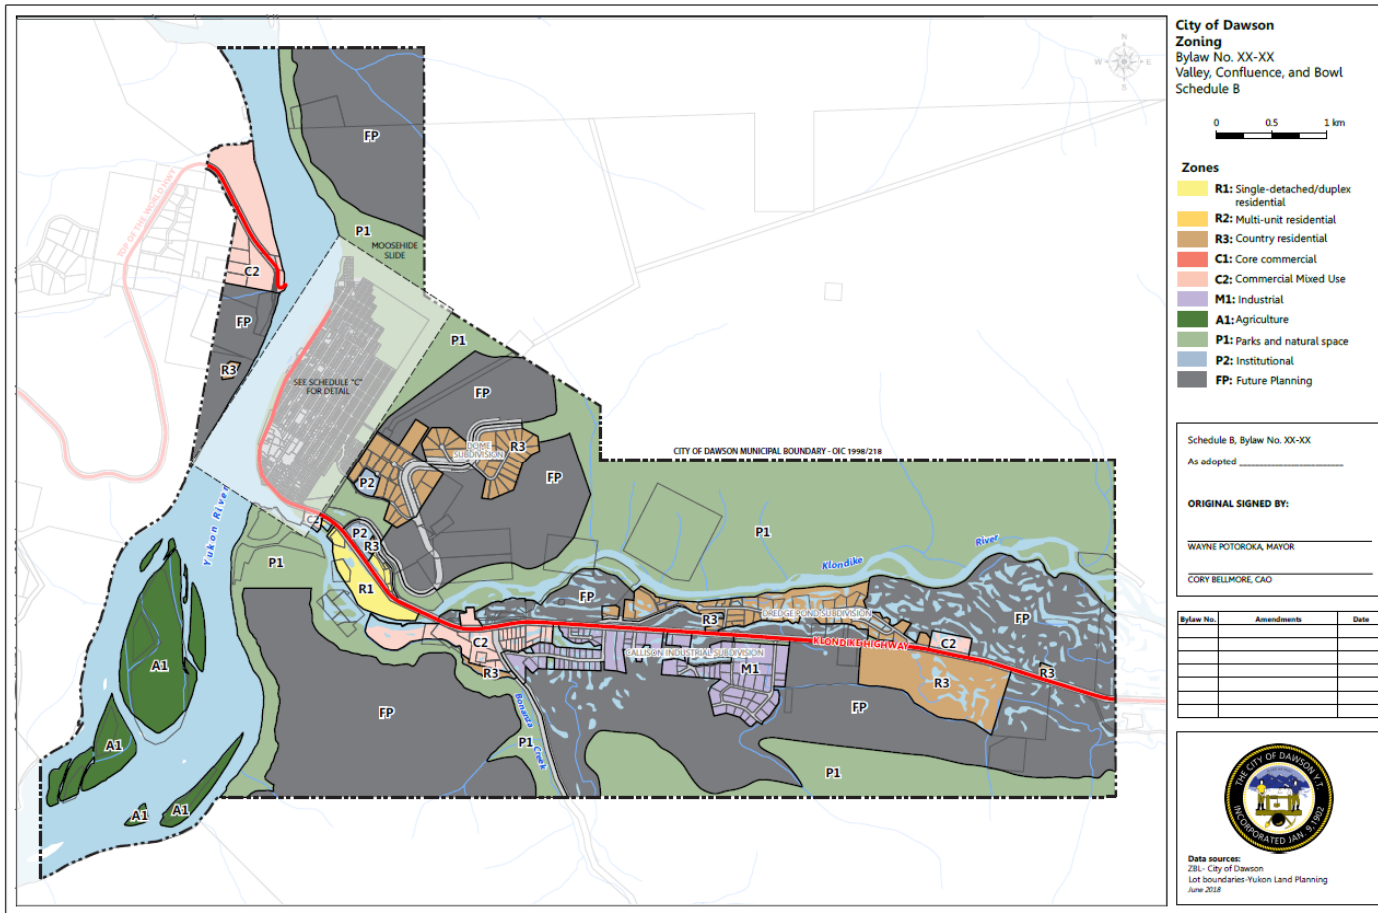 City of Dawson
Zoning
Bylaw No. XX-XX
Valley, Confluence, and Bowl
Schedule B
0 0.5 1 km
Zones
R1: Single-detached/duplex
residential
R2: Multi-unit residential
R3: Country residential
C1: Core commercial
C2: Commercial Mixed Use
M1: Industrial
A1: Agriculture
P1: Parks and natural space
P2: Institutional
FP: Future Planning
Schedule B, Bylaw No. XX-XX
As adopted
ORIGINAL SIGNED BY:
WAYNE POTOROKA, MAYOR
CORY BELLMORE, CAO
Bylaw No. Amendments Date
THE CITY OF DAWSON Y.T.
INCORPORATED JAN. 9, 1902
Data sources:
ZBL- City of Dawson
Lot boundaries-Yukon Land Planning
June 2018
N
W E
S
FP
TOP OF THE WORLD HWY
P1
MOOSEHIDE
SLIDE
C2
FP
P1
R3
SEE SCHEDULE "C"
FOR DETAIL
FP
DOME
SUBDIVISION
R3
CITY OF DAWSON MUNICIPAL BOUNDARY - OIC 1998/218
FP
P2
Yukon River
C2
P2
R3
P1
Klondike River
P1
R1
FP
R3
DREDGE POND SUBDIVISION
FP
C2
KLONDIKE HIGHWAY
C2
CALLISON INDUSTRIAL SUBDIVISION
A1
R3
M1
R3
R3
FP
FP
Bonanza Creek
A1
P1
P1
A1
A1